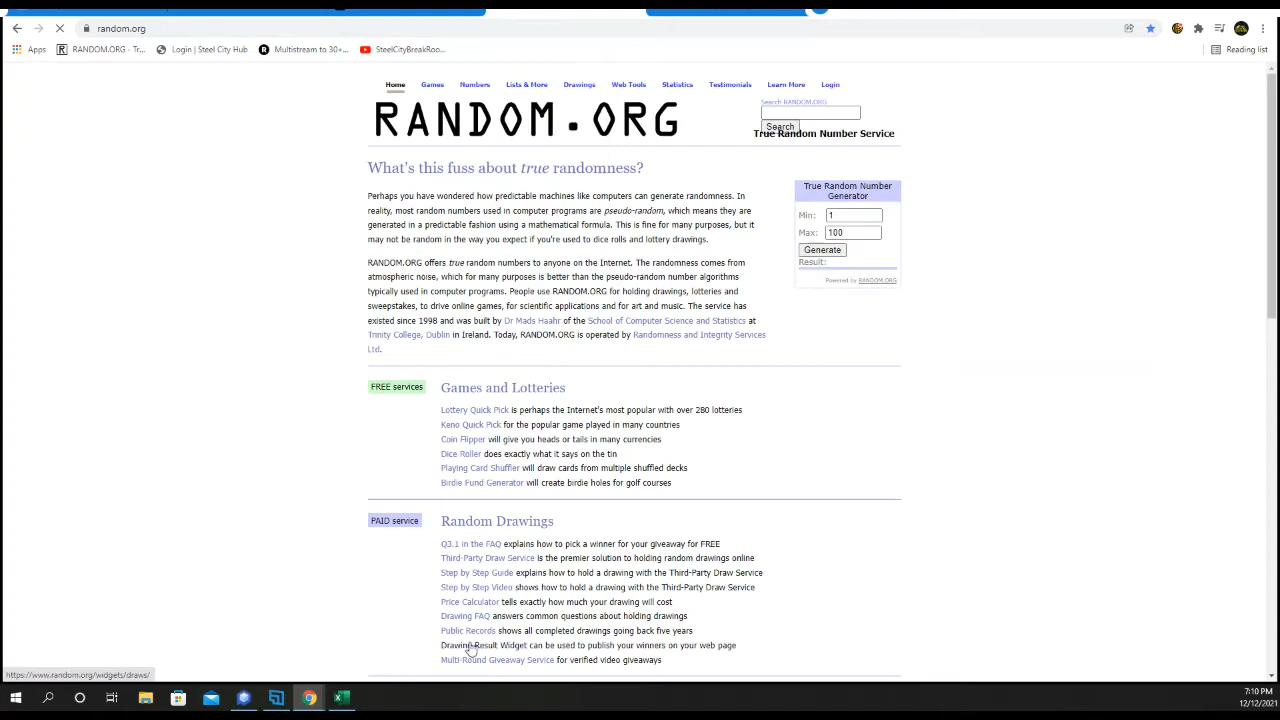 random.org
Reading list
Apps
RANDOM.ORG - Tr...
Login | Steel City Hub
Multistream to 30+...
SteelCityBreakRoo...
Home
Games
Numbers
Lists & More
Drawings
Web Tools
Statistics
Testimonials
Learn More
Login
RANDOM.ORG
Search RANDOM.ORG
Search
True Random Number Service
What's this fuss about true randomness?
Perhaps you have wondered how predictable machines like computers can generate randomness. In
reality, most random numbers used in computer programs are pseudo-random, which means they are
generated in a predictable fashion using a mathematical formula. This is fine for many purposes, but it
may not be random in the way you expect if you're used to dice rolls and lottery drawings.
RANDOM.ORG offers true random numbers to anyone on the Internet. The randomness comes from
atmospheric noise, which for many purposes is better than the pseudo-random number algorithms
typically used in computer programs. People use RANDOM.ORG for holding drawings, lotteries and
sweepstakes, to drive online games, for scientific applications and for art and music. The service has
existed since 1998 and was built by Dr Mads Haahr of the School of Computer Science and Statistics at
Trinity College, Dublin in Ireland. Today, RANDOM.ORG is operated by Randomness and Integrity Services
Ltd.
True Random Number
Generator
Min: 1
Max: 100
Generate
Result:
Powered by RANDOM.ORG
FREE services
Games and Lotteries
Lottery Quick Pick is perhaps the Internet's most popular with over 280 lotteries
Keno Quick Pick for the popular game played in many countries
Coin Flipper will give you heads or tails in many currencies
Dice Roller does exactly what it says on the tin
Playing Card Shuffler will draw cards from multiple shuffled decks
Birdie Fund Generator will create birdie holes for golf courses
PAID service
Random Drawings
Q3.1 in the FAQ explains how to pick a winner for your giveaway for FREE
Third-Party Draw Service is the premier solution to holding random drawings online
Step by Step Guide explains how to hold a drawing with the Third-Party Draw Service
Step by Step Video shows how to hold a drawing with the Third-Party Draw Service
Price Calculator tells exactly how much your drawing will cost
Drawing FAQ answers common questions about holding drawings
Public Records shows all completed drawings going back five years
Drawing Result Widget can be used to publish your winners on your web page
Multi-Round Giveaway Service for verified video giveaways
https://www.random.org/widgets/draws/
7:10 PM
12/12/2021